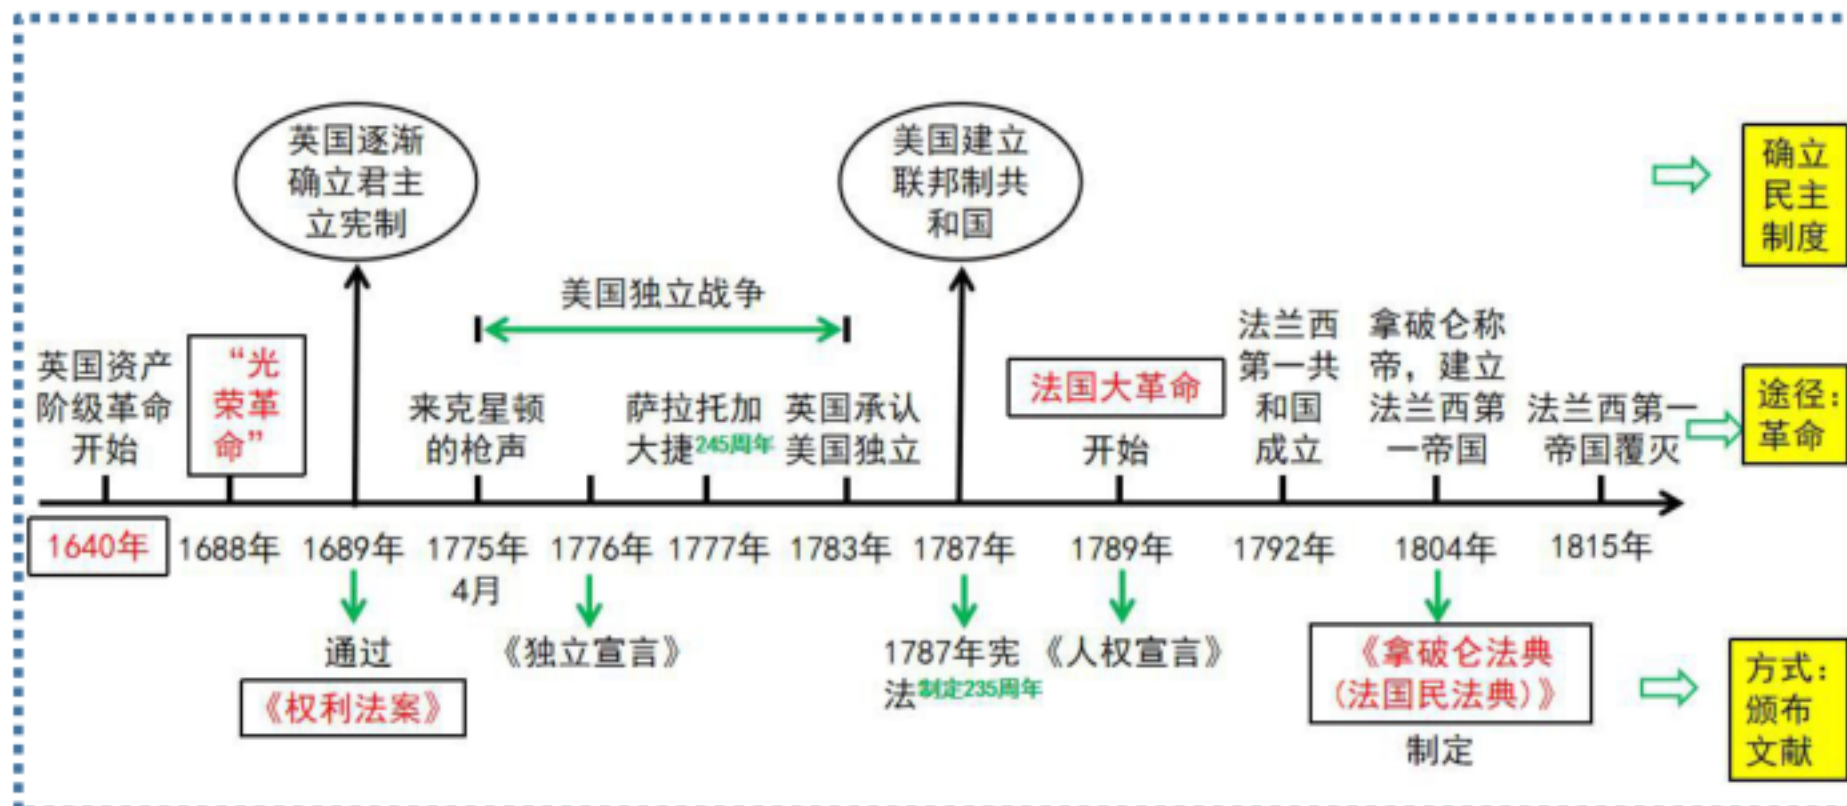 英国逐渐
确立君主
立宪制
美国建立
联邦制共
和国
确立
民主
制度
美国独立战争
英国资产
阶级革命
开始
“光
荣革
命”
来克星顿
的枪声
萨拉托加
大捷245周年
英国承认
美国独立
法国大革命
开始
法兰西
第一共
和国
成立
拿破仑称
帝，建立
法兰西第
一帝国
法兰西第一
帝国覆灭
途径：
革命
1640年
1688年
1689年
1775年
4月
1776年
1777年
1783年
1787年
1789年
1792年
1804年
1815年
通过
《权利法案》
《独立宣言》
1787年宪
法制定235周年
《人权宣言》
《拿破仑法典
(法国民法典)》
制定
方式：
颁布
文献